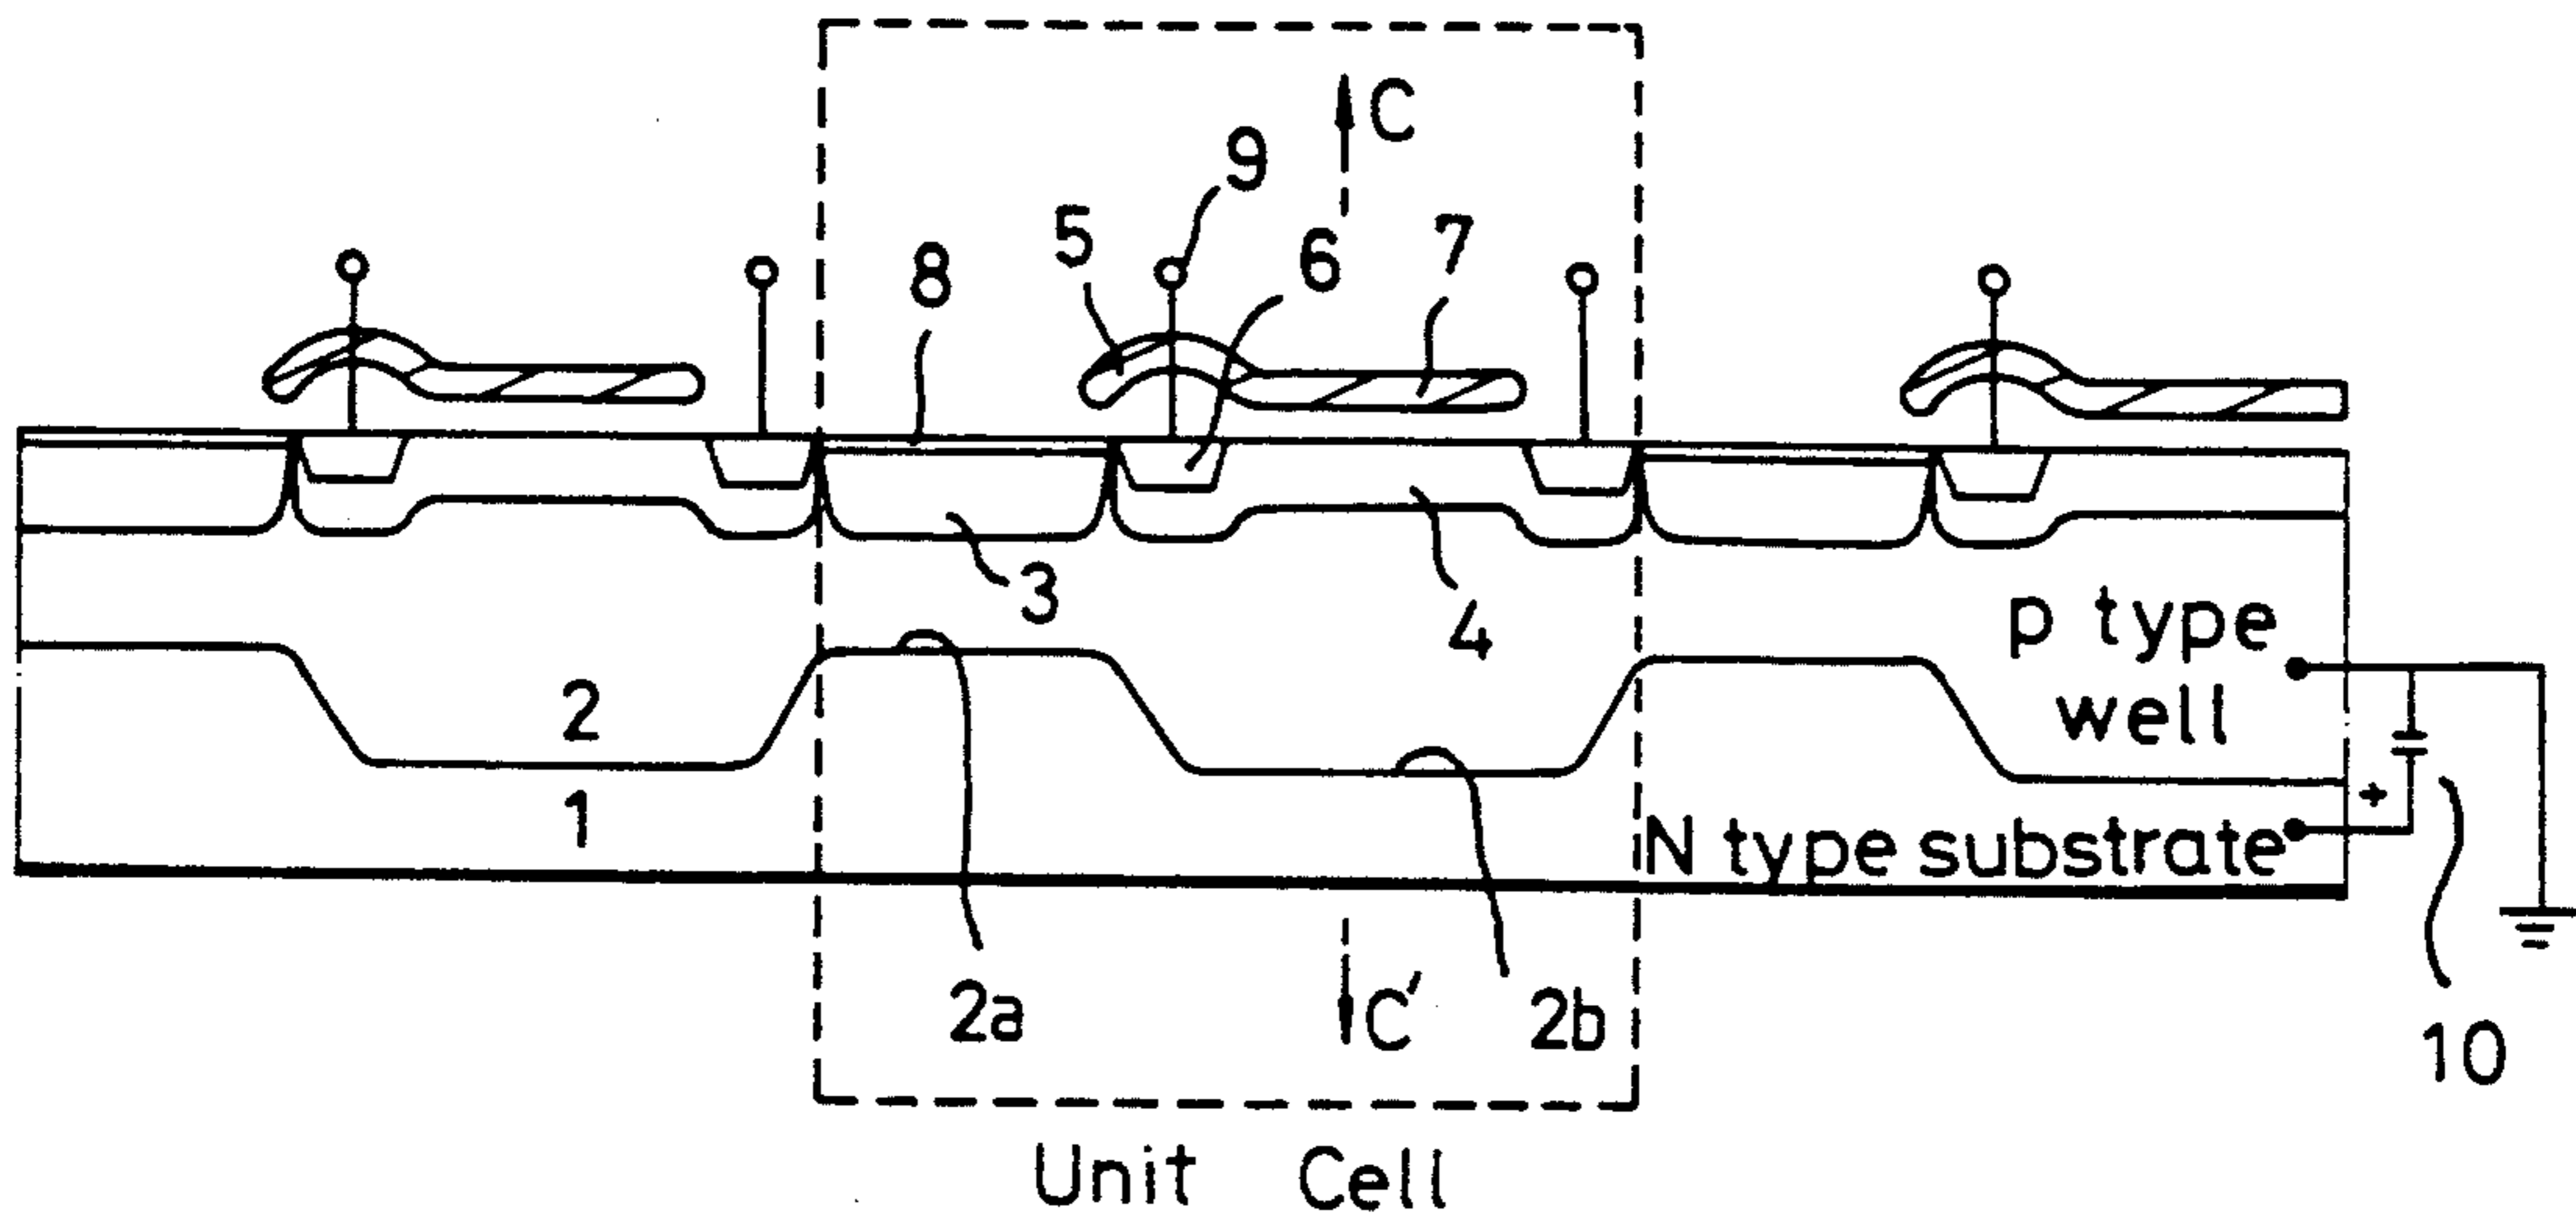 C
9
5
6
7
8
3
4
p type
well
2
1
+
N type substrate
2a
C'
2b
10
Unit Cell